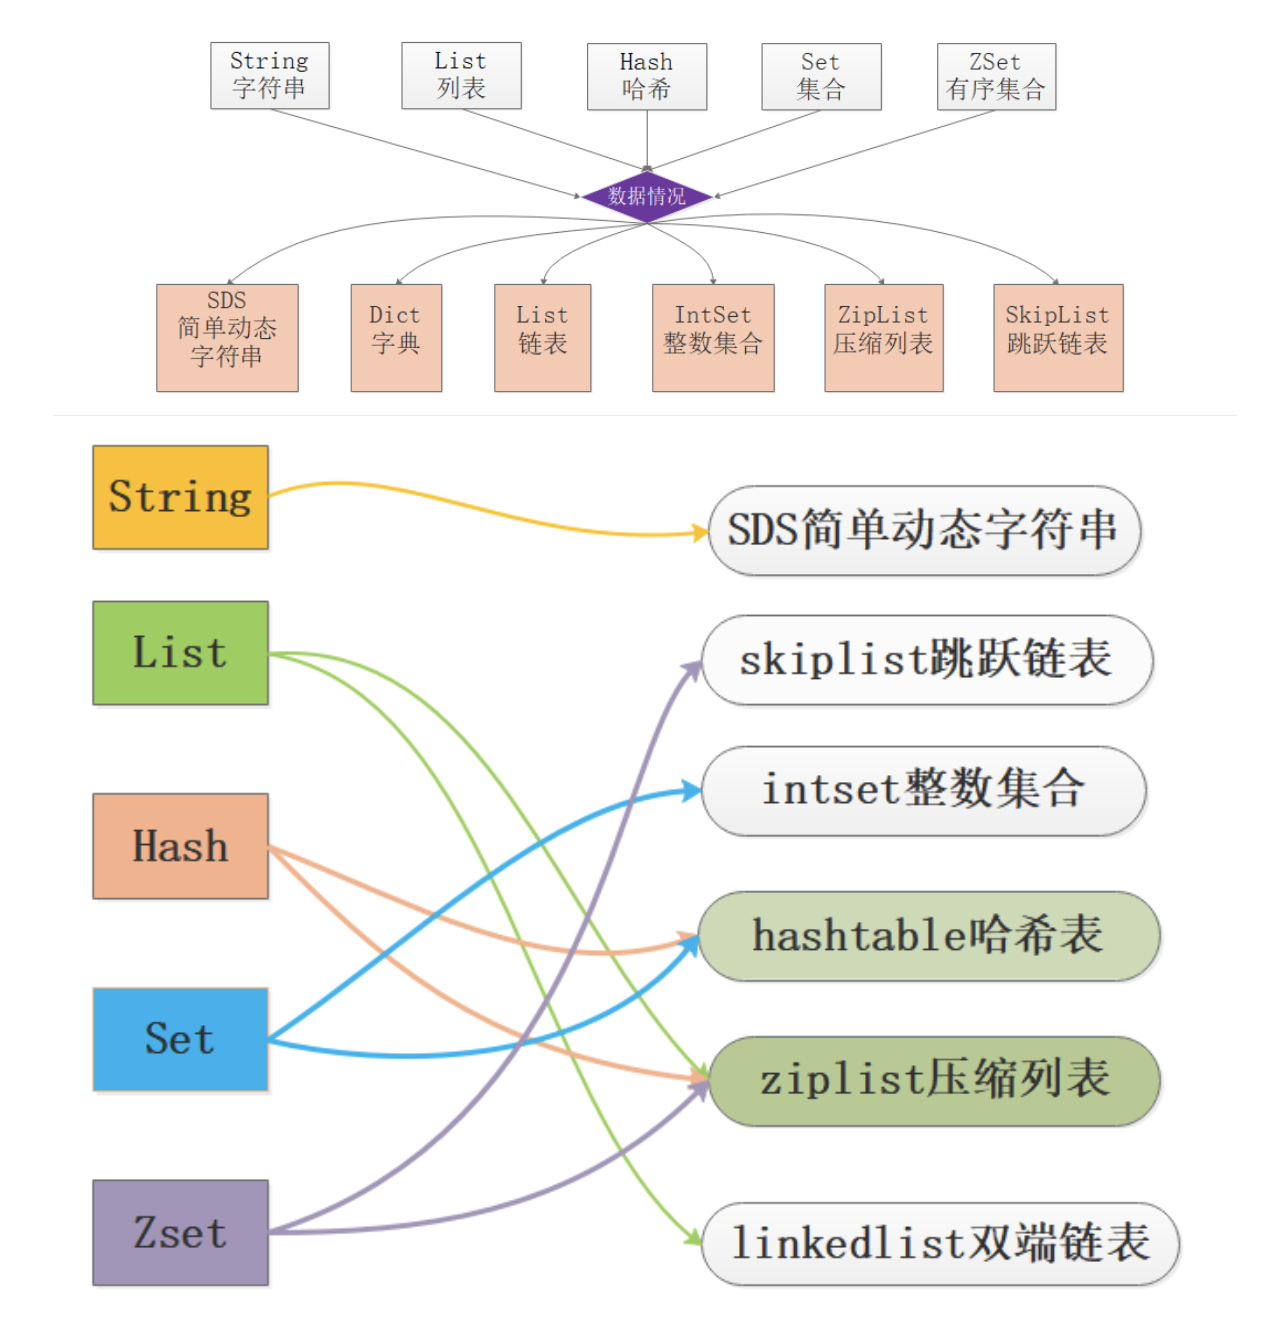 String
字符串
List
列表
Hash
哈希
Set
集合
ZSet
有序集合
数据情况
SDS
简单动态
字符串
Dict
字典
List
链表
IntSet
整数集合
ZipList
压缩列表
SkipList
跳跃链表
String
SDS简单动态字符串
List
skiplist跳跃链表
intset整数集合
Hash
hashtable哈希表
Set
ziplist压缩列表
Zset
linkedlist双端链表